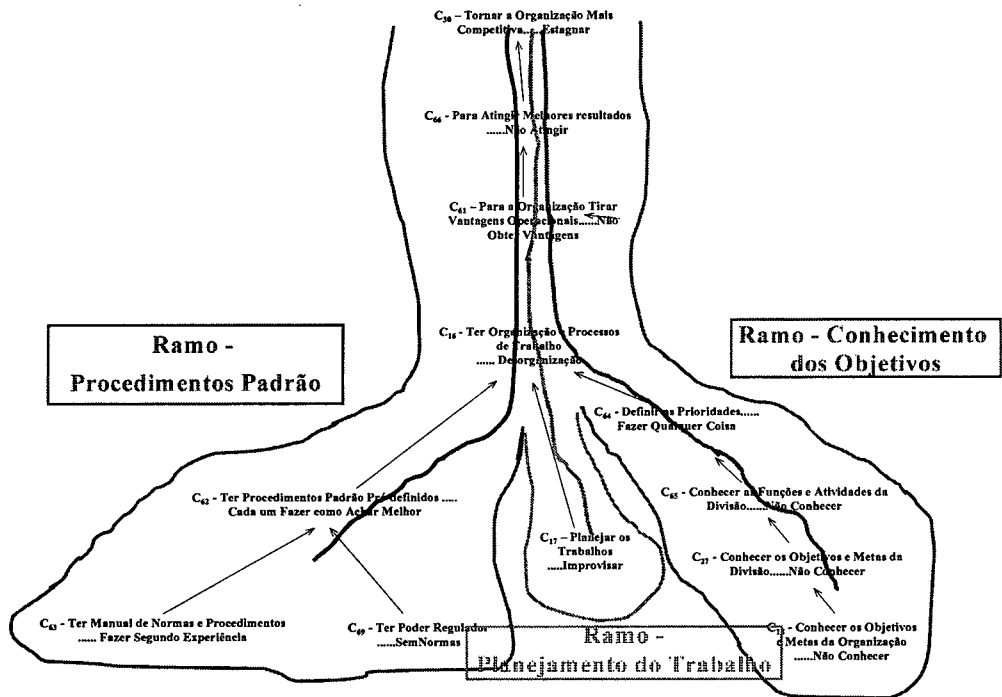 C₃₀ – Tornar a Organização Mais
Competitiva......Estagnar
C₆₆ - Para Atingir Melhores resultados
......Não Atingir
C₆₁ – Para a Organização Tirar
Vantagens Operacionais......Não
Obter Vantagens
C₁₆ - Ter Organização e Processos
de Trabalho
...... Desorganização
Ramo -
Procedimentos Padrão
Ramo - Conhecimento
dos Objetivos
C₆₄ - Definir as Prioridades......
Fazer Qualquer Coisa
C₆₂ - Ter Procedimentos Padrão Pré-definidos .....
Cada um Fazer como Achar Melhor
C₆₅ - Conhecer as Funções e Atividades da
Divisão......Não Conhecer
C₁₇ – Planejar os
Trabalhos
.....Improvisar
C₂₇ - Conhecer os Objetivos e Metas da
Divisão......Não Conhecer
C₆₃ - Ter Manual de Normas e Procedimentos
...... Fazer Segundo Experiência
C₆₉ - Ter Poder Regulados
......SemNormas
Ramo -
Planejamento do Trabalho
- Conhecer os Objetivos
e Metas da Organização
......Não Conhecer